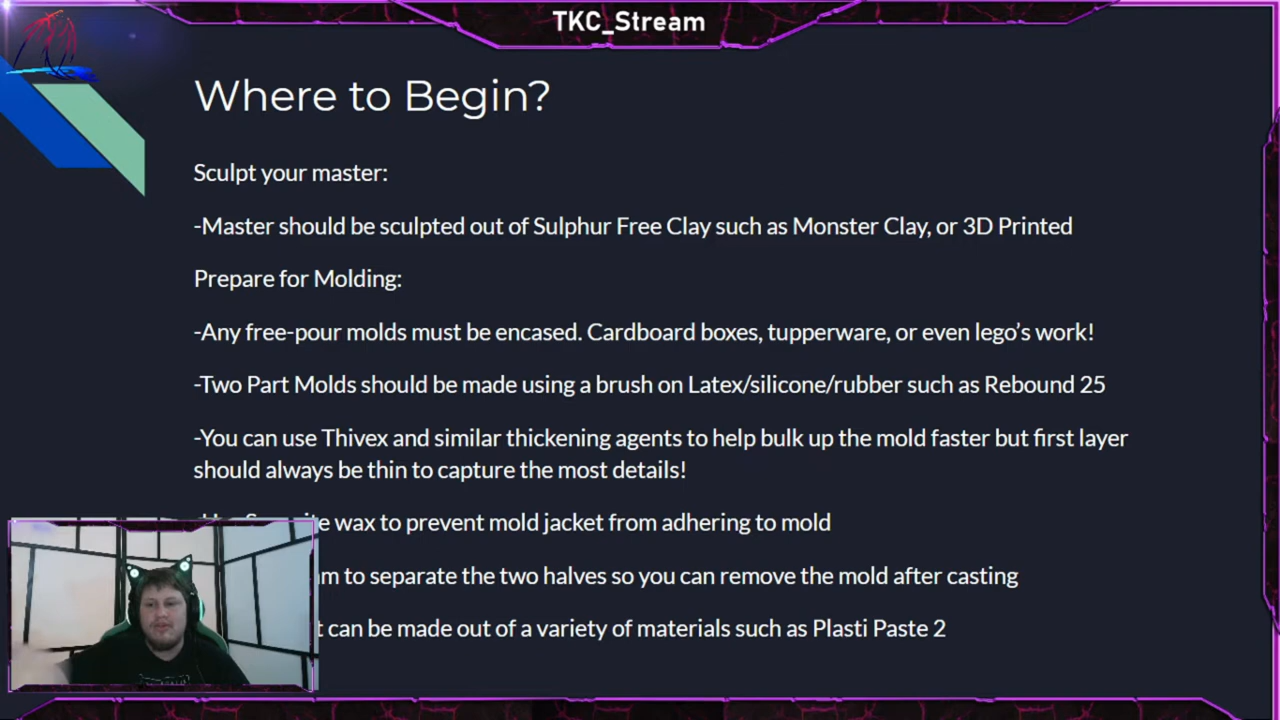 TKC_Stream
Where to Begin?
Sculpt your master:
-Master should be sculpted out of Sulphur Free Clay such as Monster Clay, or 3D Printed
Prepare for Molding:
-Any free-pour molds must be encased. Cardboard boxes, tupperware, or even lego's work!
-Two Part Molds should be made using a brush on Latex/silicone/rubber such as Rebound 25
-You can use Thivex and similar thickening agents to help bulk up the mold faster but first layer
should always be thin to capture the most details!
wax to prevent mold jacket from adhering to mold
to separate the two halves so you can remove the mold after casting
can be made out of a variety of materials such as Plasti Paste 2